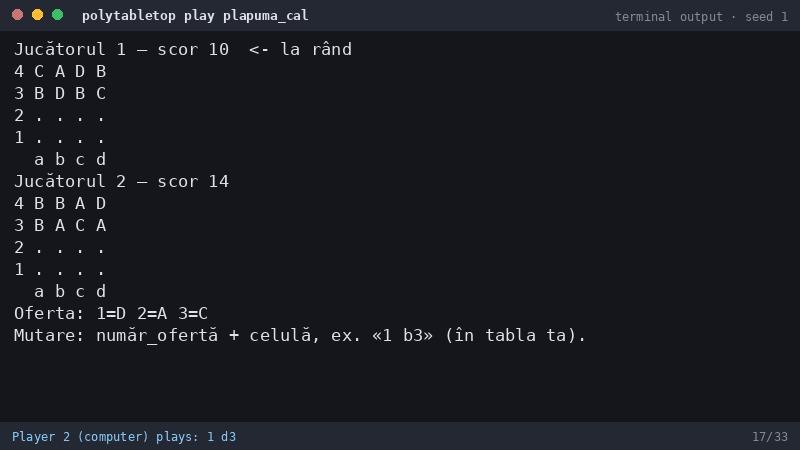 polytabletop play plapuma_cal
terminal output · seed 1
Jucătorul 1 — scor 10  <- la rând
4 C A D B
3 B D B C
2 . . . .
1 . . . .
  a b c d
Jucătorul 2 — scor 14
4 B B A D
3 B A C A
2 . . . .
1 . . . .
  a b c d
Oferta: 1=D 2=A 3=C
Mutare: număr_ofertă + celulă, ex. «1 b3» (în tabla ta).
Player 2 (computer) plays: 1 d3
17/33